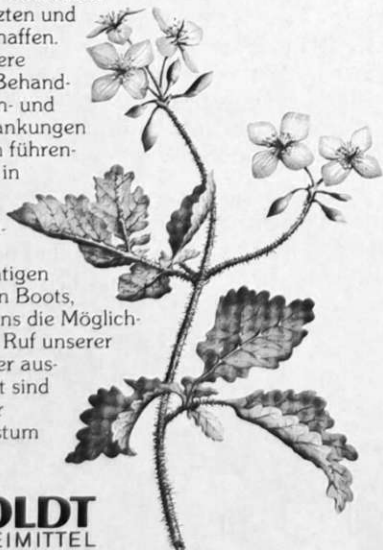 zten und
haffen.
ere
Behand-
n- und
ankungen
n führen-
in
-
tigen
n Boots,
ns die Möglich-
Ruf unserer
er aus-
t sind
r
stum
OLDT
EIMITTEL